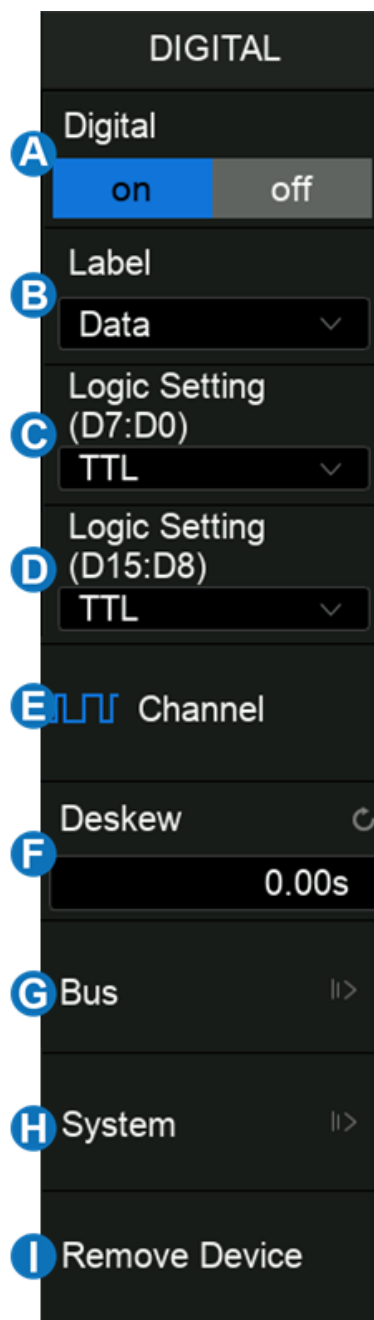 DIGITAL
Digital
A
on off
Label
B
Data
Logic Setting
C (D7:D0)
TTL
Logic Setting
D (D15:D8)
TTL
E Channel
Deskew
F
0.00s
G Bus
H System
I Remove Device